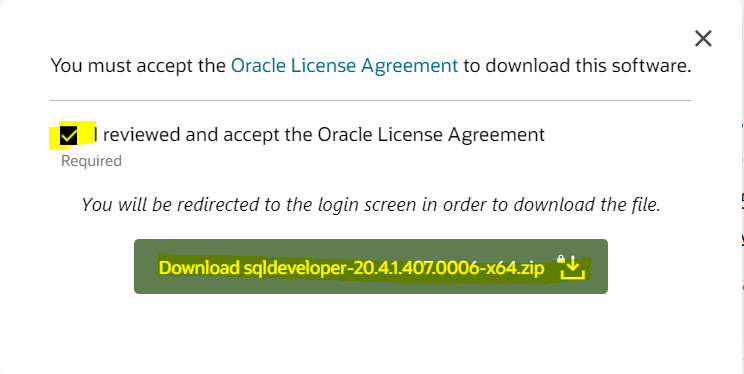 You must accept the Oracle License Agreement to download this software.
I reviewed and accept the Oracle License Agreement
Required
You will be redirected to the login screen in order to download the file.
Download sqldeveloper-20.4.1.407.0006-x64.zip